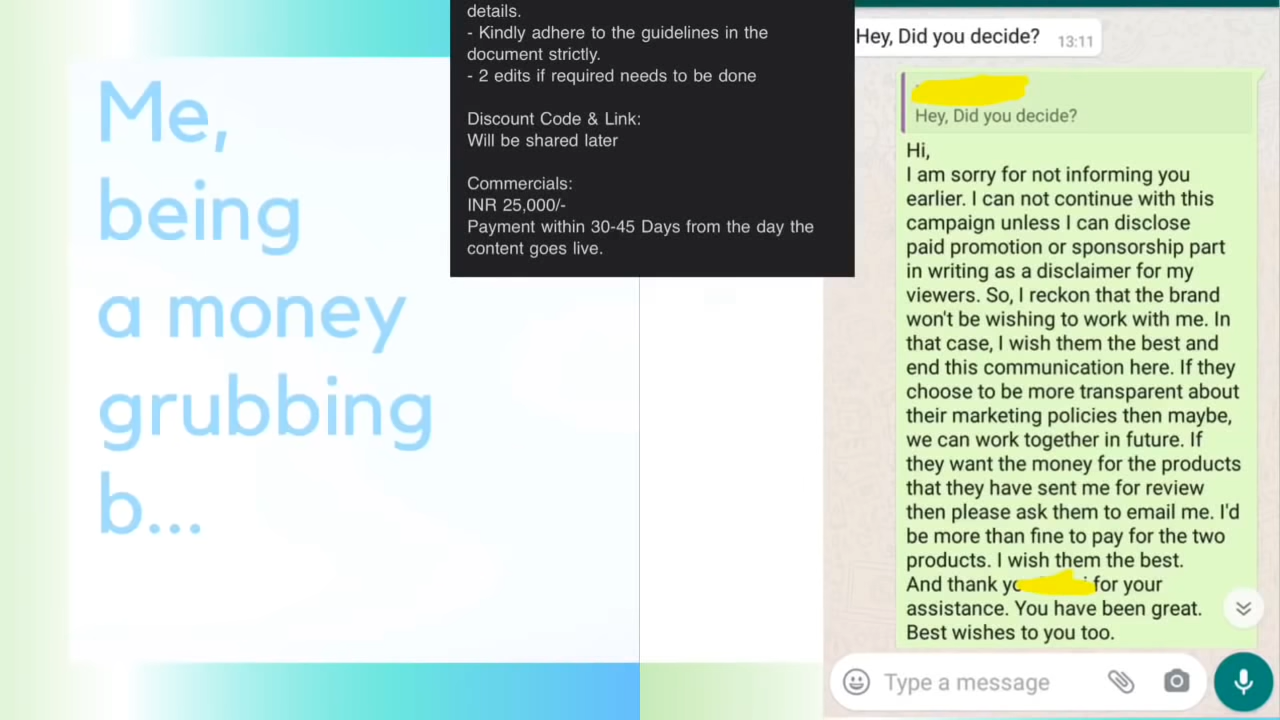 Me,
being
a money
grubbing
b...
details.
- Kindly adhere to the guidelines in the
document strictly.
- 2 edits if required needs to be done
Discount Code & Link:
Will be shared later
Commercials:
INR 25,000/-
Payment within 30-45 Days from the day the
content goes live.
Hey, Did you decide? 13:11
Hey, Did you decide?
Hi,
I am sorry for not informing you
earlier. I can not continue with this
campaign unless I can disclose
paid promotion or sponsorship part
in writing as a disclaimer for my
viewers. So, I reckon that the brand
won't be wishing to work with me. In
that case, I wish them the best and
end this communication here. If they
choose to be more transparent about
their marketing policies then maybe,
we can work together in future. If
they want the money for the products
that they have sent me for review
then please ask them to email me. I'd
be more than fine to pay for the two
products. I wish them the best.
And thank for your
assistance. You have been great.
Best wishes to you too.
Type a message